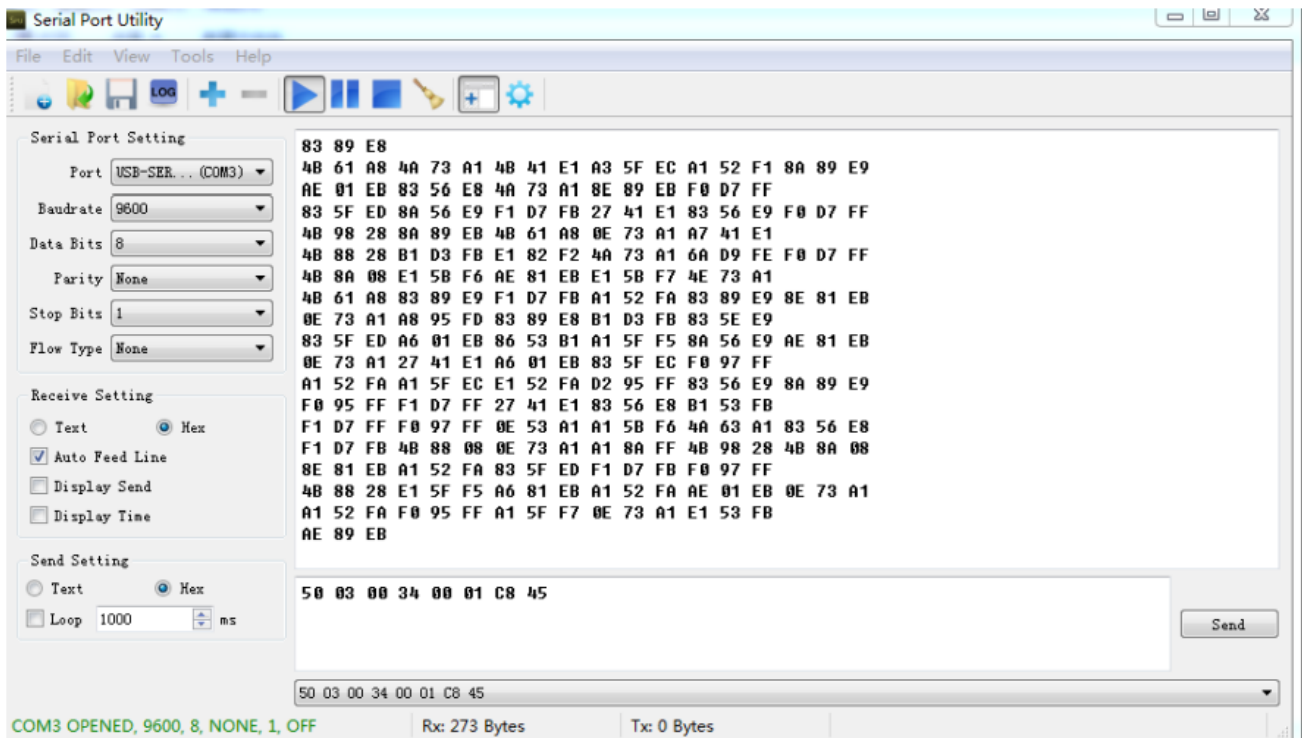 Serial Port Utility
File Edit View Tools Help
LOG
Serial Port Setting
Port USB-SER... (COM3)
Baudrate 9600
Data Bits 8
Parity None
Stop Bits 1
Flow Type None
Receive Setting
Text Hex
Auto Feed Line
Display Send
Display Time
Send Setting
Text Hex
Loop 1000 ms
83 89 E8
4B 61 A8 4A 73 A1 4B 41 E1 A3 5F EC A1 52 F1 8A 89 E9
AE 01 EB 83 56 E8 4A 73 A1 8E 89 EB F0 D7 FF
83 5F ED 8A 56 E9 F1 D7 FB 27 41 E1 83 56 E9 F0 D7 FF
4B 98 28 8A 89 EB 4B 61 A8 0E 73 A1 A7 41 E1
4B 88 28 B1 D3 FB E1 82 F2 4A 73 A1 6A D9 FE F0 D7 FF
4B 8A 08 E1 5B F6 AE 81 EB E1 5B F7 4E 73 A1
4B 61 A8 83 89 E9 F1 D7 FB A1 52 FA 83 89 E9 8E 81 EB
0E 73 A1 A8 95 FD 83 89 E8 B1 D3 FB 83 5E E9
83 5F ED A6 01 EB 86 53 B1 A1 5F F5 8A 56 E9 AE 81 EB
0E 73 A1 27 41 E1 A6 01 EB 83 5F EC F0 97 FF
A1 52 FA A1 5F EC E1 52 FA D2 95 FF 83 56 E9 8A 89 E9
F0 95 FF F1 D7 FF 27 41 E1 83 56 E8 B1 53 FB
F1 D7 FF F0 97 FF 0E 53 A1 A1 5B F6 4A 63 A1 83 56 E8
F1 D7 FB 4B 88 08 0E 73 A1 A1 8A FF 4B 98 28 4B 8A 08
8E 81 EB A1 52 FA 83 5F ED F1 D7 FB F0 97 FF
4B 88 28 E1 5F F5 A6 81 EB A1 52 FA AE 01 EB 0E 73 A1
A1 52 FA F0 95 FF A1 5F F7 0E 73 A1 E1 53 FB
AE 89 EB
50 03 00 34 00 01 C8 45
Send
50 03 00 34 00 01 C8 45
COM3 OPENED, 9600, 8, NONE, 1, OFF Rx: 273 Bytes Tx: 0 Bytes